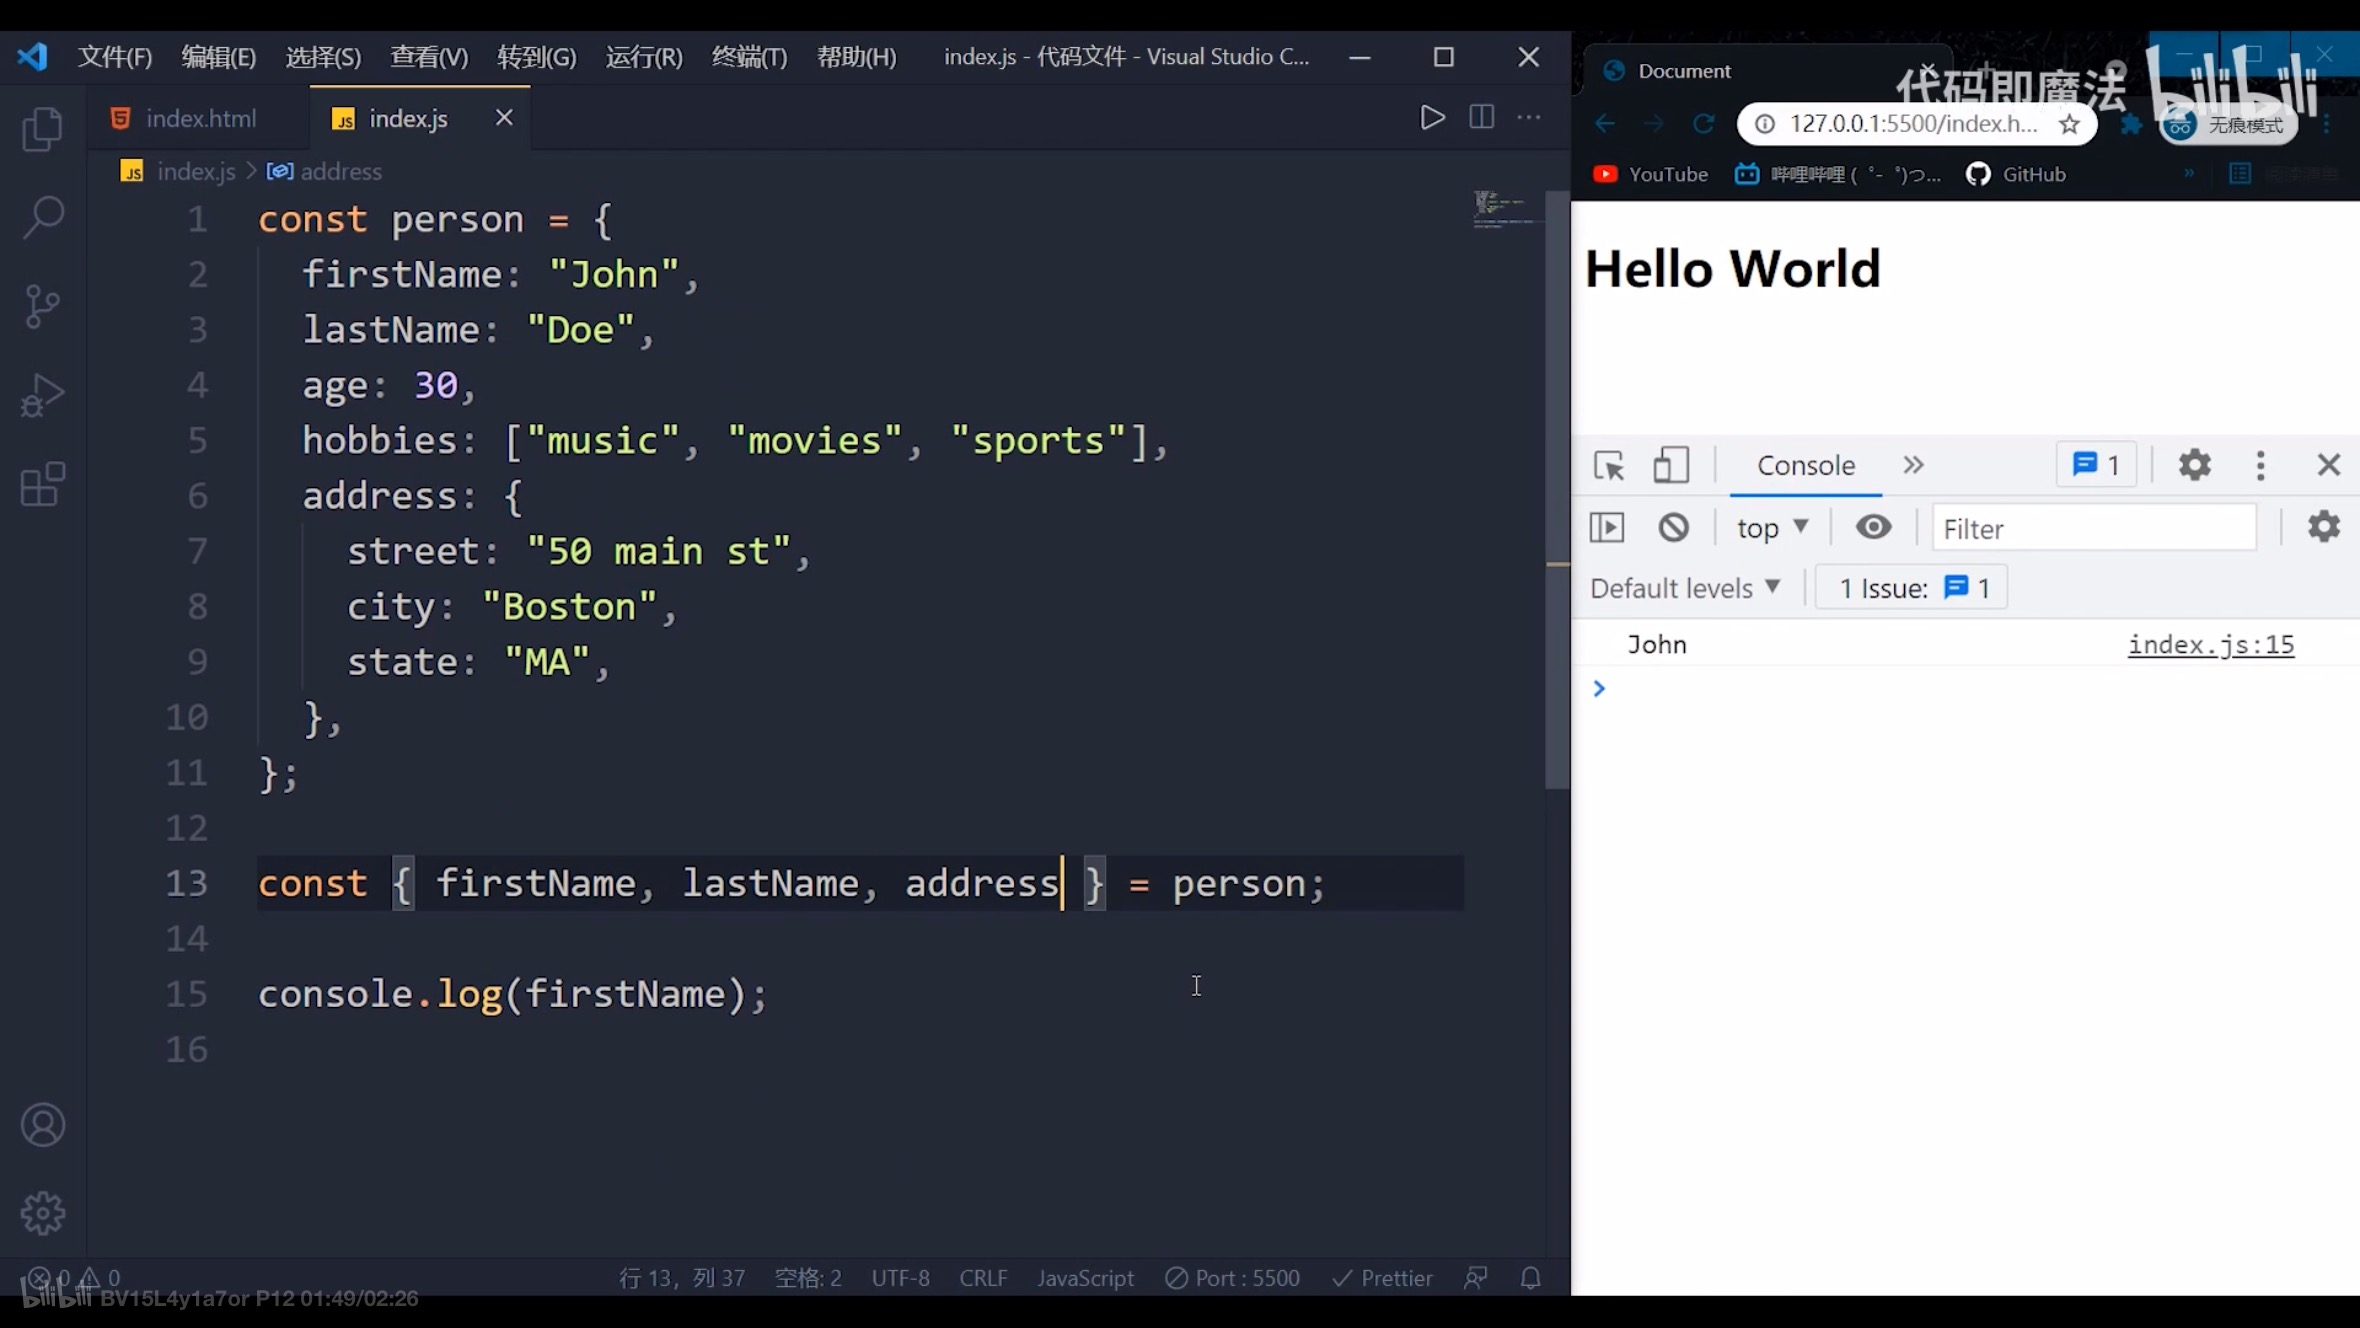 文件(F) 编辑(E) 选择(S) 查看(V) 转到(G) 运行(R) 终端(T) 帮助(H) index.js - 代码文件 - Visual Studio C...
index.html index.js
index.js > address
1 const person = {
2 firstName: "John",
3 lastName: "Doe",
4 age: 30,
5 hobbies: ["music", "movies", "sports"],
6 address: {
7 street: "50 main st",
8 city: "Boston",
9 state: "MA",
10 },
11 };
12
13 const { firstName, lastName, address } = person;
14
15 console.log(firstName);
16
0 0 行 13，列 37 空格: 2 UTF-8 CRLF JavaScript Port : 5500 Prettier
bilibili BV15L4y1a7or P12 01:49/02:26
Document
代码即魔法 bilibili
127.0.0.1:5500/index.h... 无痕模式
YouTube 哔哩哔哩 ( ゜- ゜)つ... GitHub »
Hello World
Console 1
top Filter
Default levels 1 Issue: 1
John index.js:15